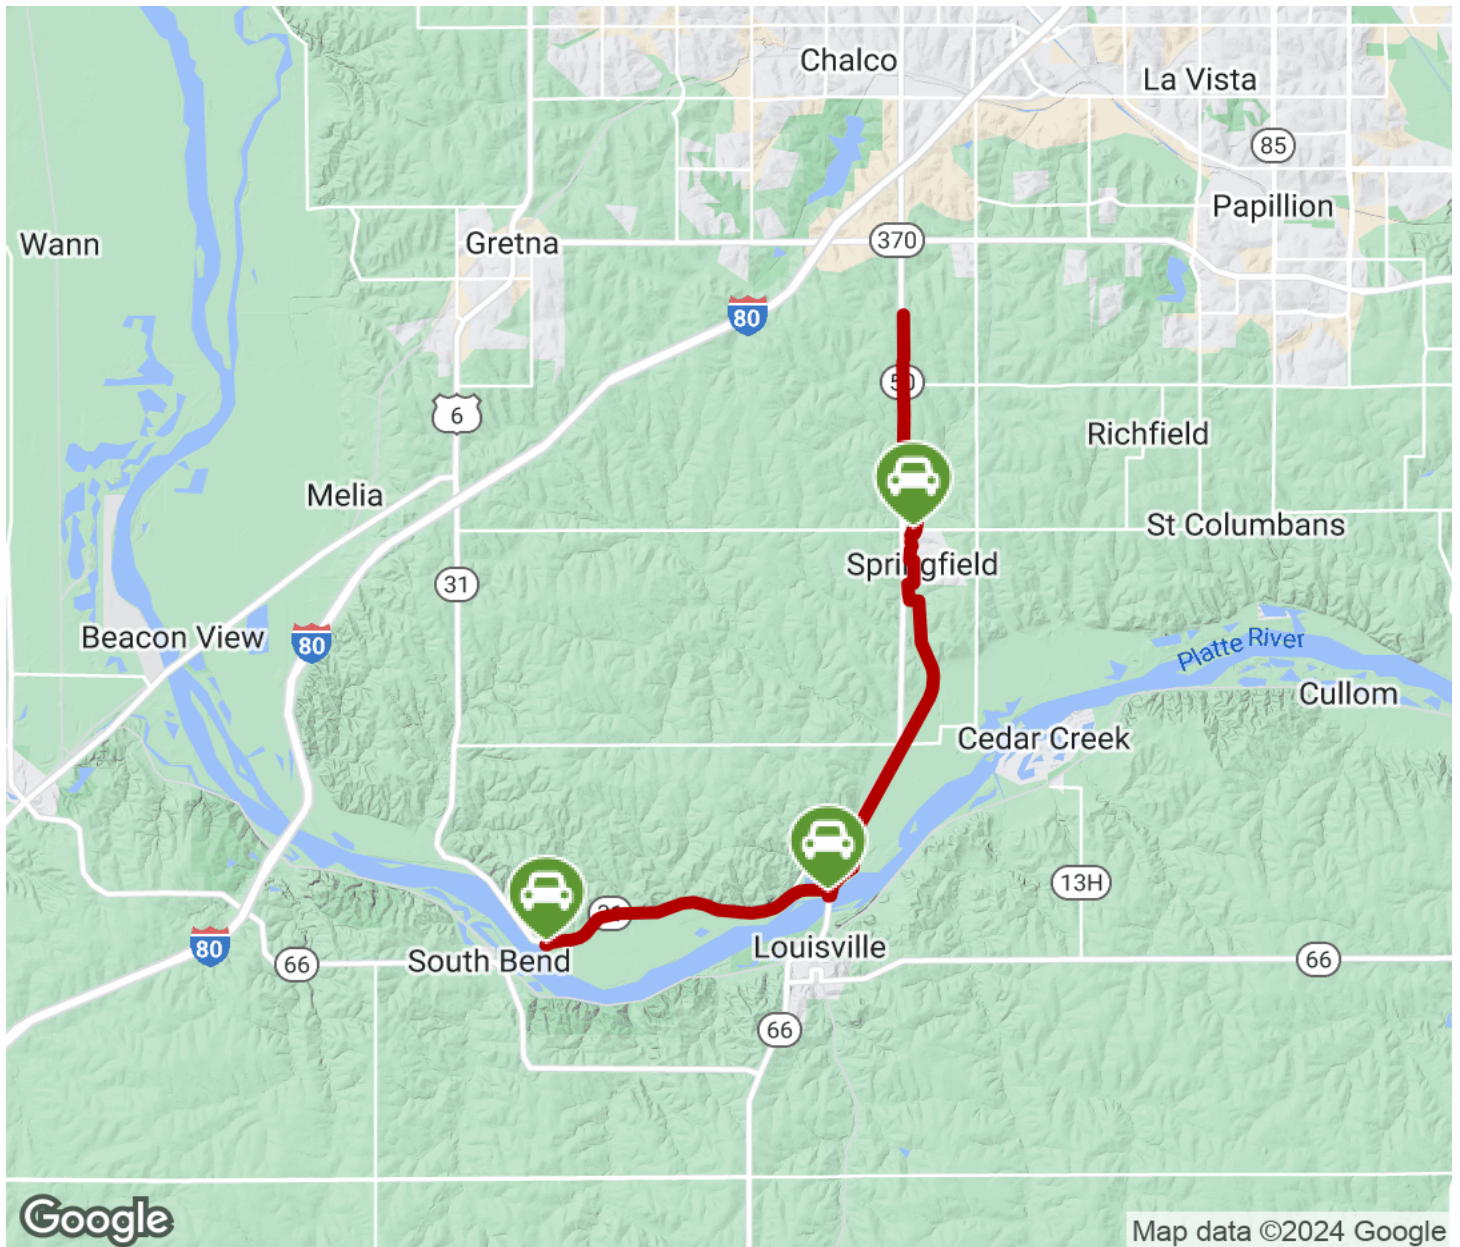 Chalco
La Vista
85
Papillion
Wann
Gretna
370
80
6
Richfield
Melia
St Columbans
Springfield
31
Beacon View
80
Platte River
Cullom
Cedar Creek
13H
80
66
South Bend
Louisville
66
66
Google
Map data ©2024 Google